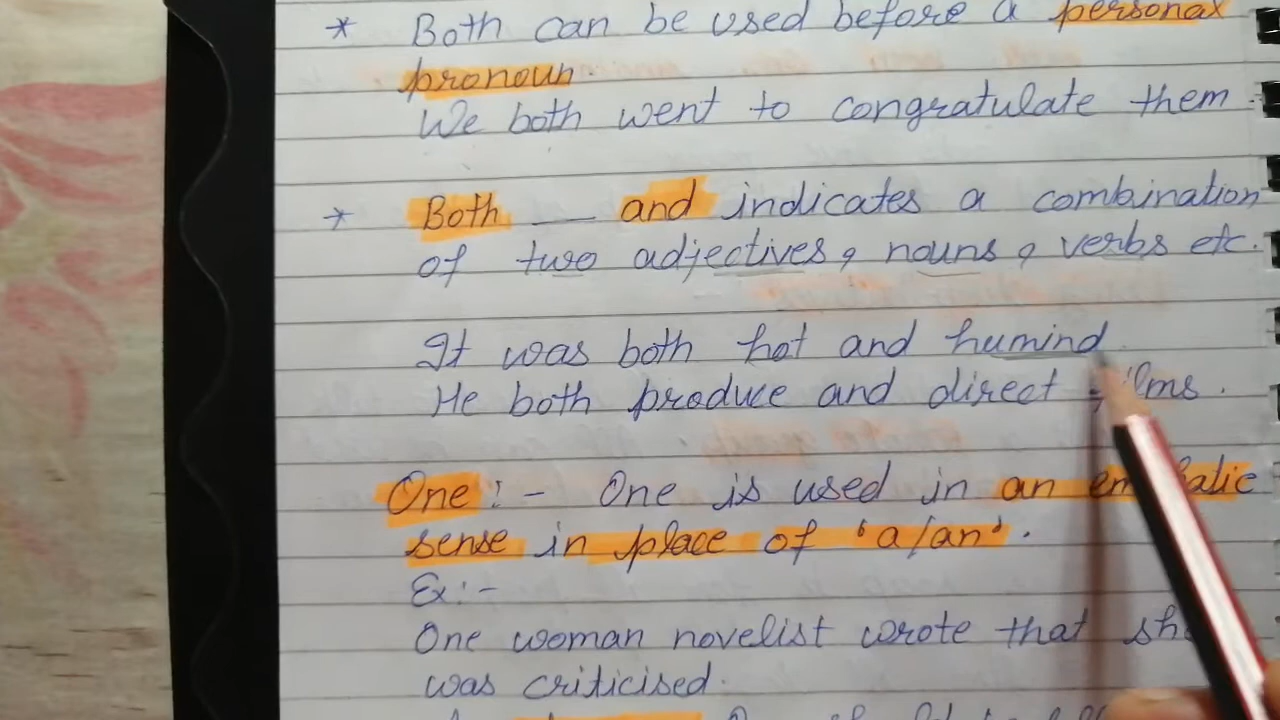 * Both can be used before a personal
pronoun.
We both went to congratulate them.
* Both __ and indicates a combination
of two adjectives, nouns, verbs etc.
It was both hot and humind.
He both produce and direct films.
One :- One is used in an
sense in place of 'a/an'.
Ex:-
One woman novelist wrote that
was criticised.